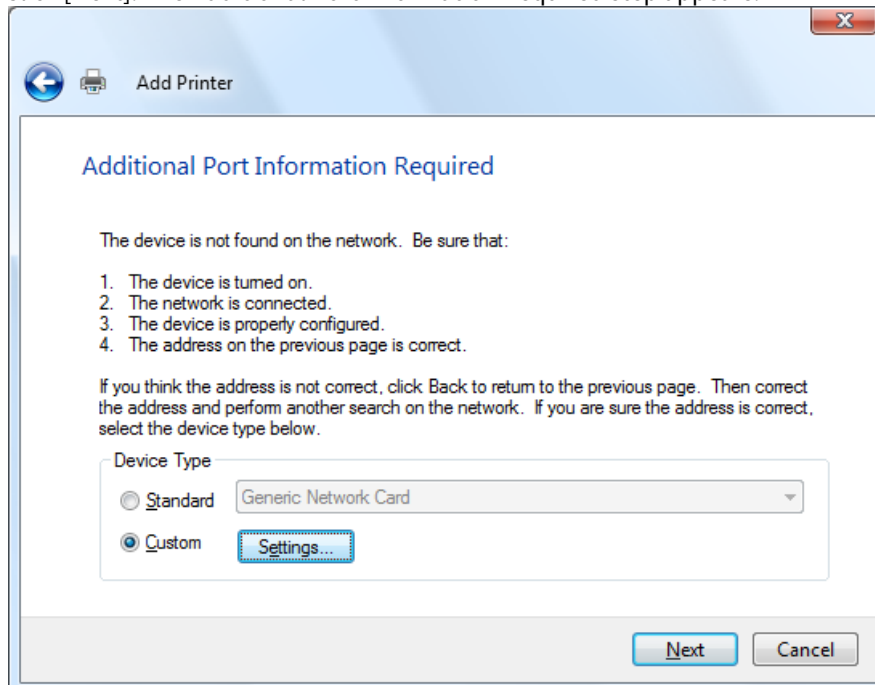 Add Printer
Additional Port Information Required
The device is not found on the network. Be sure that:
1. The device is turned on.
2. The network is connected.
3. The device is properly configured.
4. The address on the previous page is correct.
If you think the address is not correct, click Back to return to the previous page. Then correct
the address and perform another search on the network. If you are sure the address is correct,
select the device type below.
Device Type
Standard
Generic Network Card
Custom
Settings...
Next
Cancel